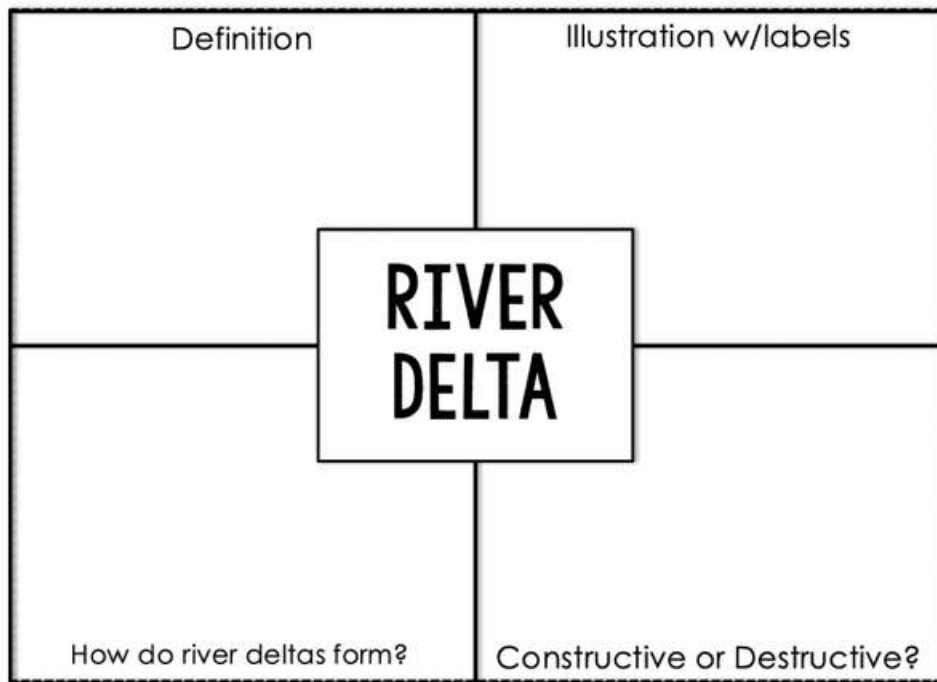 Definition
Illustration w/labels
RIVER
DELTA
How do river deltas form?
Constructive or Destructive?